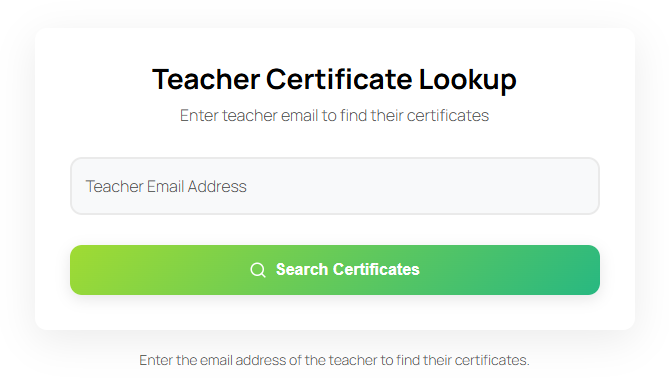 Teacher Certificate Lookup
Enter teacher email to find their certificates
Teacher Email Address
Search Certificates
Enter the email address of the teacher to find their certificates.